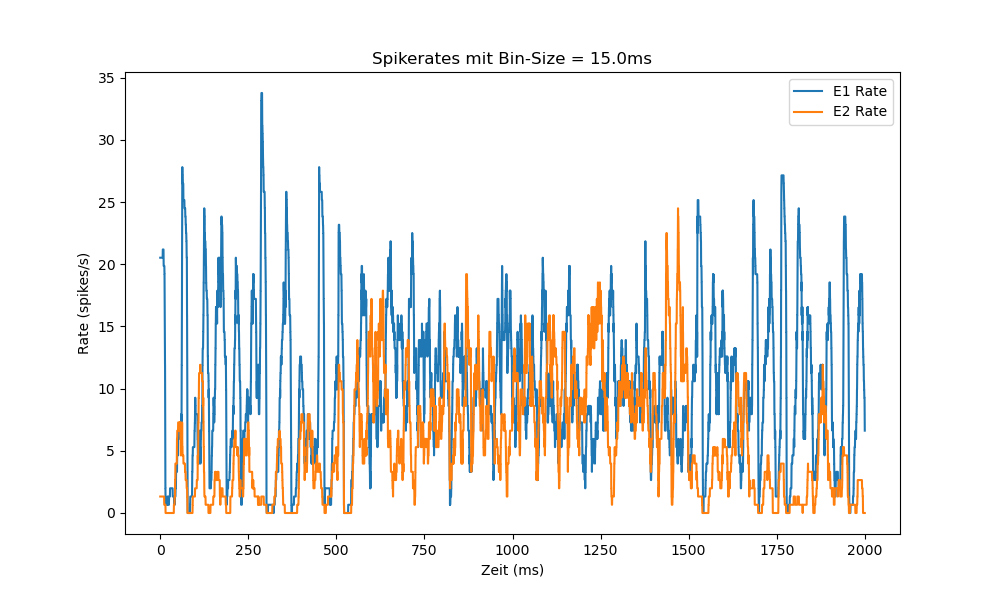 Spikerates mit Bin-Size = 15.0ms
E1 Rate
E2 Rate
35
30
25
20
15
10
5
0
Rate (spikes/s)
0 250 500 750 1000 1250 1500 1750 2000
Zeit (ms)